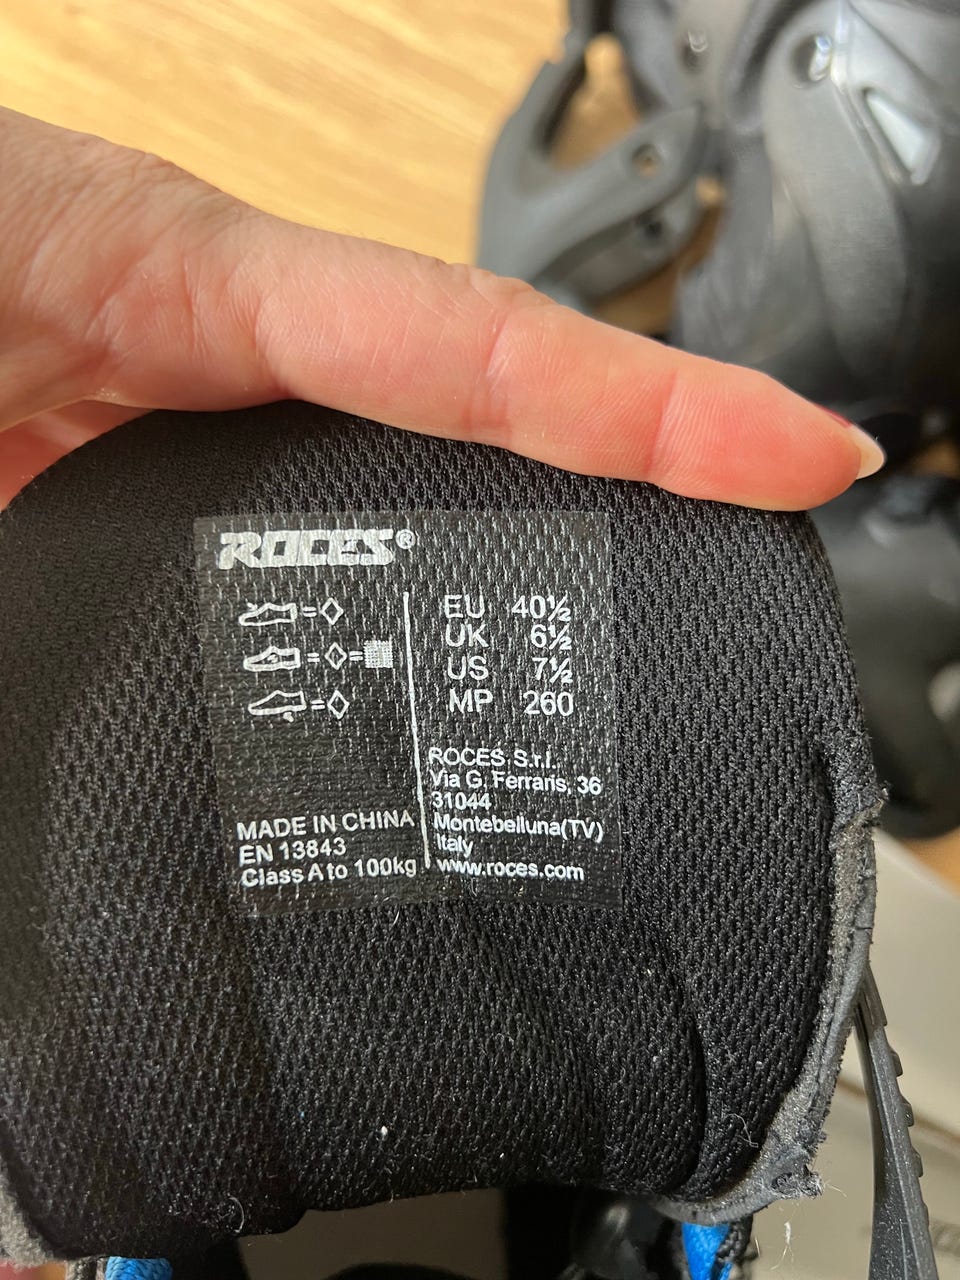 ROCES®
EU 40½
UK 6½
US 7½
MP 260
ROCES S.r.l.
Via G. Ferraris, 36
31044
Montebelluna(TV)
Italy
www.roces.com
MADE IN CHINA
EN 13843
Class A to 100kg